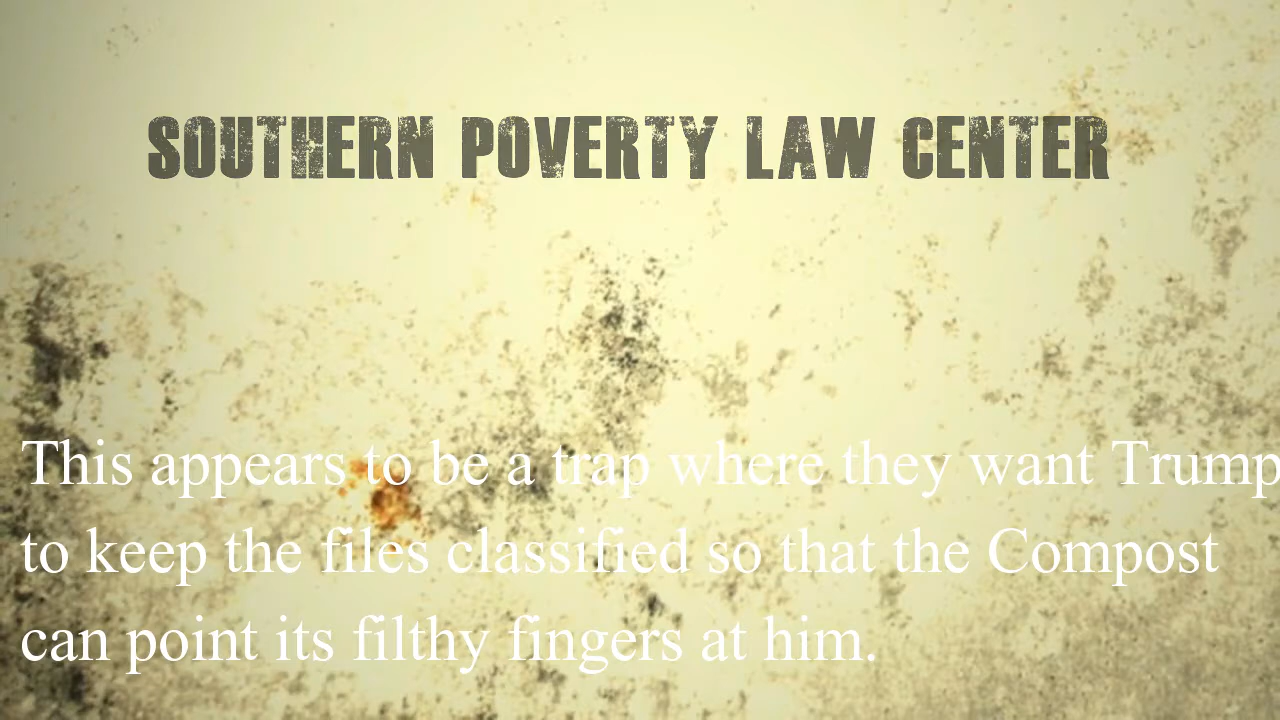 SOUTHERN POVERTY LAW CENTER
This appears to be a trap where they want Trump
to keep the files classified so that the Compost
can point its filthy fingers at him.